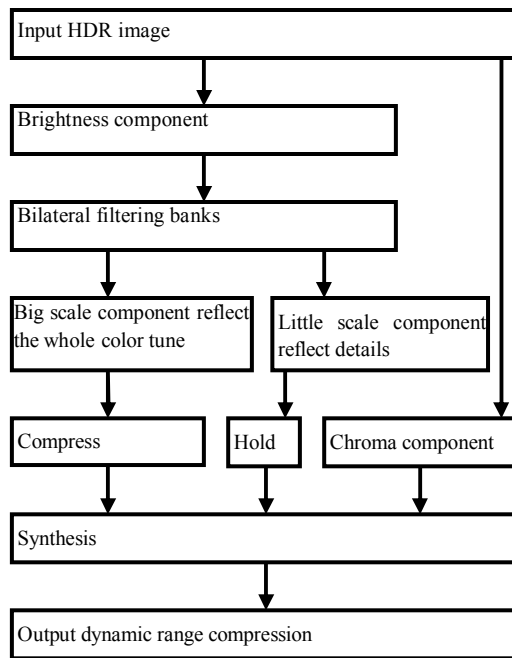 Input HDR image
Brightness component
Bilateral filtering banks
Big scale component reflect
the whole color tune
Little scale component
reflect details
Compress
Hold
Chroma component
Synthesis
Output dynamic range compression